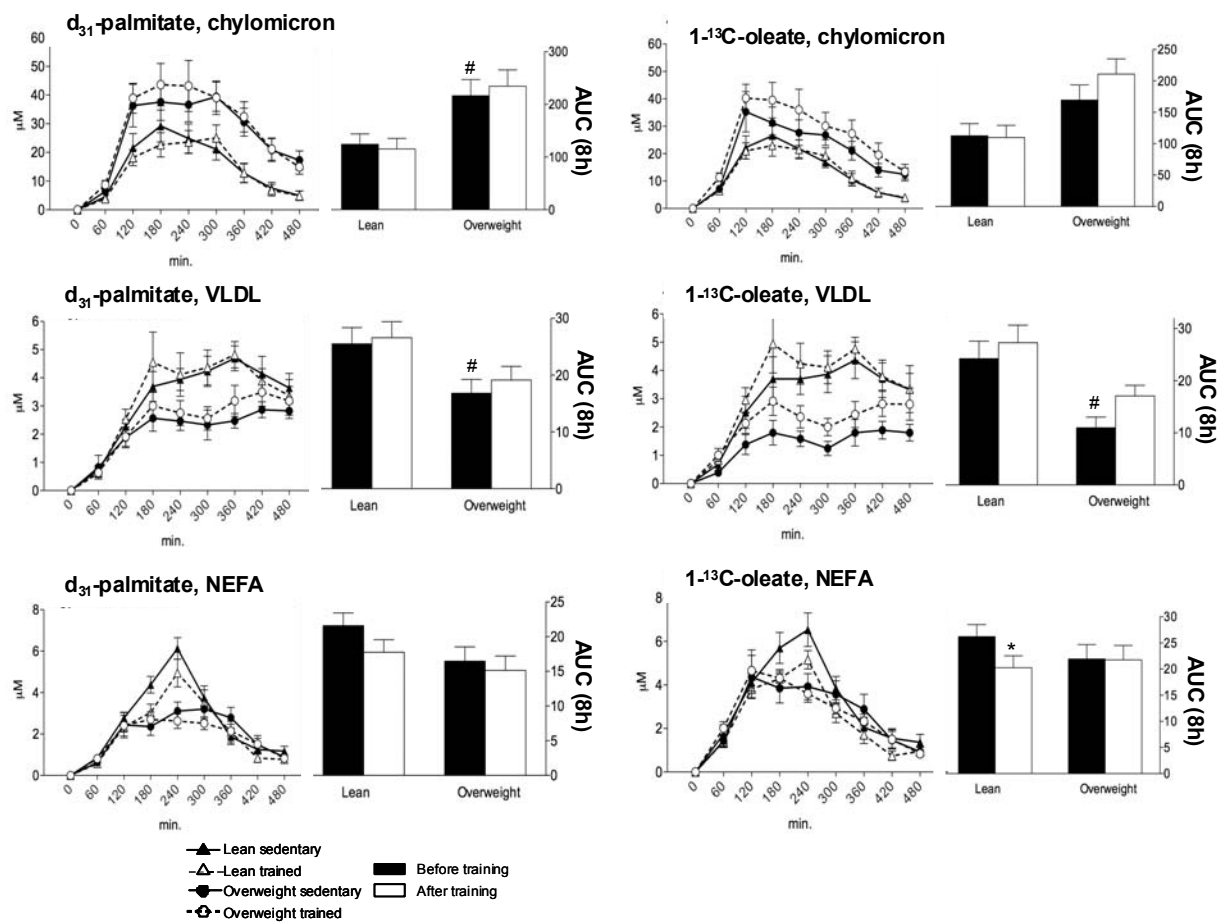 d31-palmitate, chylomicron
60
50
40
30
20
10
0
μM
0 60 120 180 240 300 360 420 480
min.
#
300
200
100
0
AUC (8h)
Lean Overweight
1-13C-oleate, chylomicron
60
50
40
30
20
10
0
μM
0 60 120 180 240 300 360 420 480
min.
250
200
150
100
50
0
AUC (8h)
Lean Overweight
d31-palmitate, VLDL
6
5
4
3
2
1
0
μM
0 60 120 180 240 300 360 420 480
min.
#
30
20
10
0
AUC (8h)
Lean Overweight
1-13C-oleate, VLDL
6
5
4
3
2
1
0
μM
0 60 120 180 240 300 360 420 480
min.
#
30
20
10
0
AUC (8h)
Lean Overweight
d31-palmitate, NEFA
8
6
4
2
0
μM
0 60 120 180 240 300 360 420 480
min.
25
20
15
10
5
0
AUC (8h)
Lean Overweight
1-13C-oleate, NEFA
8
6
4
2
0
μM
0 60 120 180 240 300 360 420 480
min.
*
30
25
20
15
10
5
0
AUC (8h)
Lean Overweight
Lean sedentary
Lean trained
Overweight sedentary
Overweight trained
Before training
After training